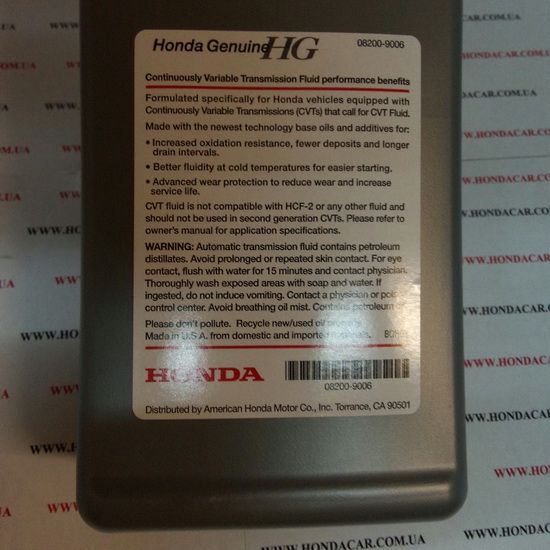 Honda Genuine HG 08200-9006
Continuously Variable Transmission Fluid performance benefits
Formulated specifically for Honda vehicles equipped with
Continuously Variable Transmissions (CVTs) that call for CVT Fluid.
Made with the newest technology base oils and additives for:
• Increased oxidation resistance, fewer deposits and longer
drain intervals.
• Better fluidity at cold temperatures for easier starting.
• Advanced wear protection to reduce wear and increase
service life.
CVT fluid is not compatible with HCF-2 or any other fluid and
should not be used in second generation CVTs. Please refer to
owner's manual for application specifications.
WARNING: Automatic transmission fluid contains petroleum
distillates. Avoid prolonged or repeated skin contact. For eye
contact, flush with water for 15 minutes and contact physician.
Thoroughly wash exposed areas with soap and water. If
ingested, do not induce vomiting. Contact a physician or
control center. Avoid breathing oil mist. Contains petroleum
Please don't pollute. Recycle new/used oil
Made in U.S.A. from domestic and imported
HONDA
08200-9006
Distributed by American Honda Motor Co., Inc. Torrance, CA 90501
WWW.HONDACAR.COM.UA